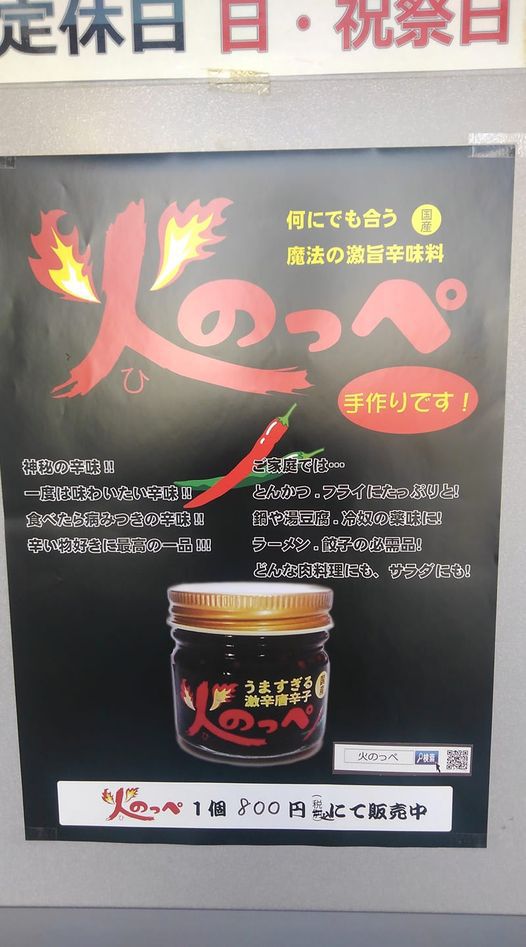 定休日 日・祝祭日
何にでも合う 国産
魔法の激旨辛味料
火のっぺ
ひ
手作りです！
神秘の辛味!!
一度は味わいたい辛味!!
食べたら病みつきの辛味!!
辛い物好きに最高の一品!!!
ご家庭では…
とんかつ.フライにたっぷりと!
鍋や湯豆腐.冷奴の薬味に!
ラーメン.餃子の必需品!
どんな肉料理にも、サラダにも!
うますぎる
激辛唐辛子
国産
火のっぺ
ひ
火のっぺ 検索
火のっぺ 1個 800円(税込)にて販売中
ひ